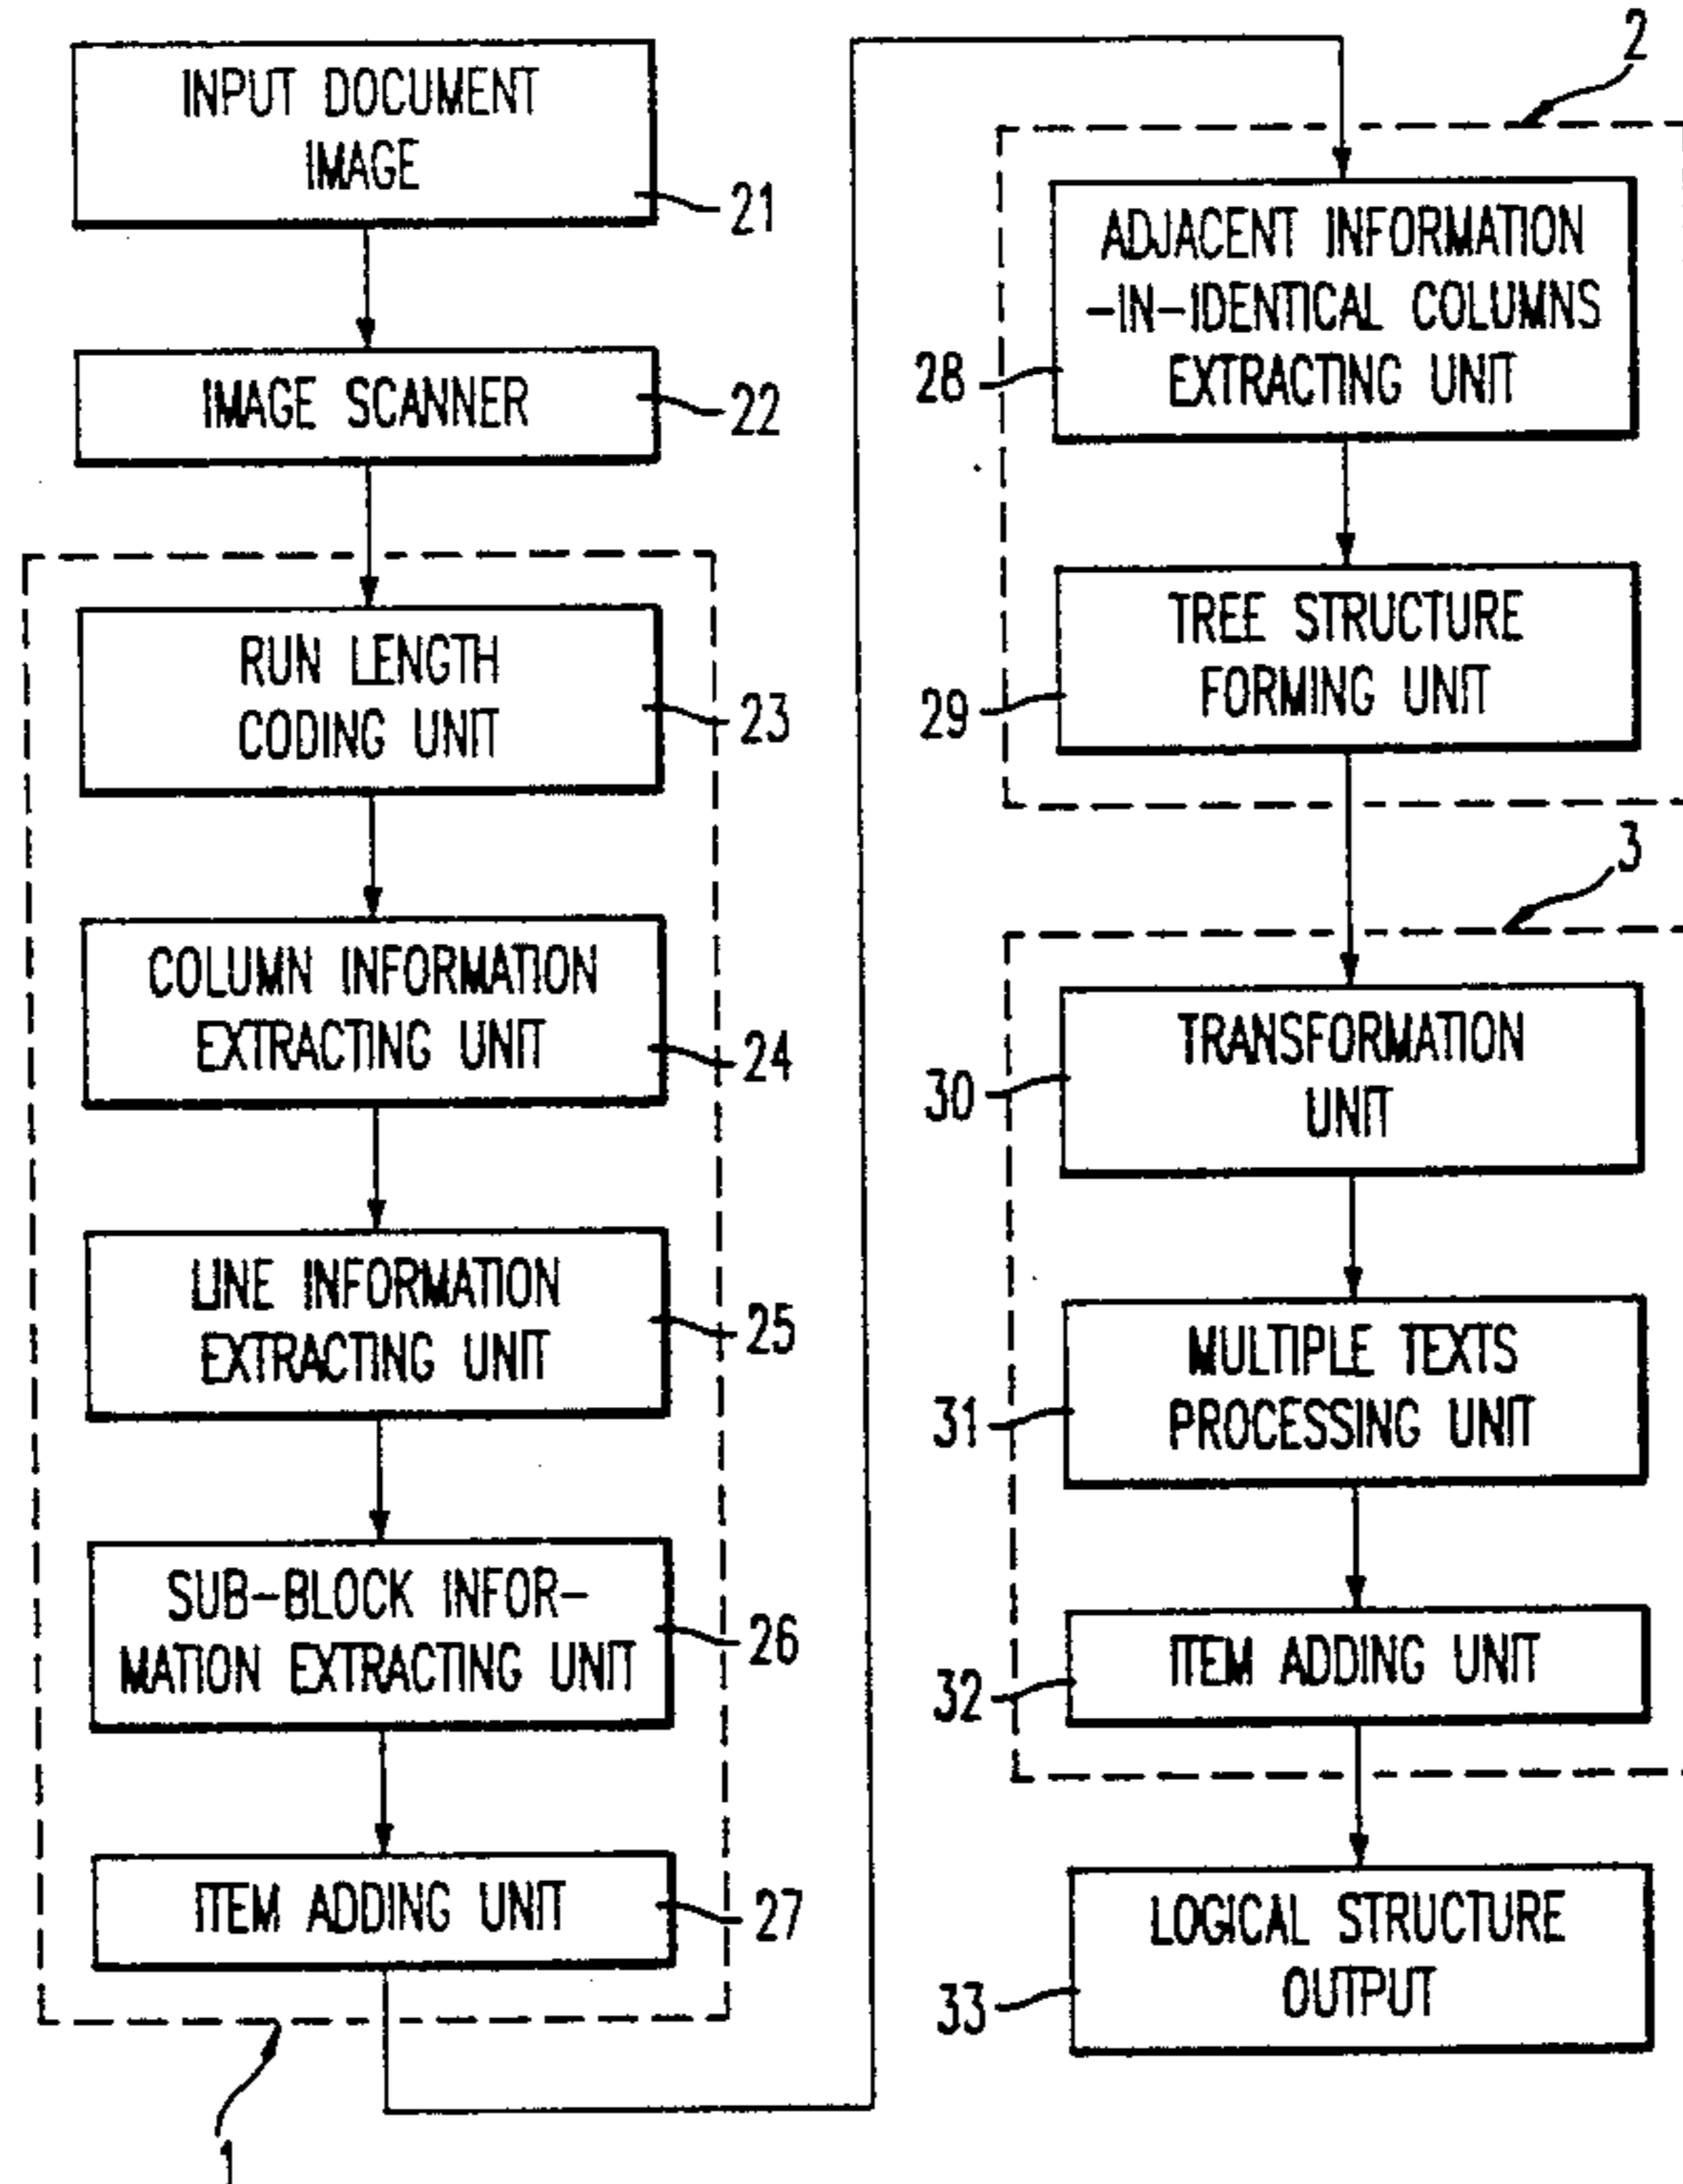 INPUT DOCUMENT
IMAGE
21
IMAGE SCANNER
22
RUN LENGTH
CODING UNIT
23
COLUMN INFORMATION
EXTRACTING UNIT
24
LINE INFORMATION
EXTRACTING UNIT
25
SUB-BLOCK INFOR-
MATION EXTRACTING UNIT
26
ITEM ADDING UNIT
27
1
2
ADJACENT INFORMATION
-IN-IDENTICAL COLUMNS
EXTRACTING UNIT
28
TREE STRUCTURE
FORMING UNIT
29
3
TRANSFORMATION
UNIT
30
MULTIPLE TEXTS
PROCESSING UNIT
31
ITEM ADDING UNIT
32
LOGICAL STRUCTURE
OUTPUT
33